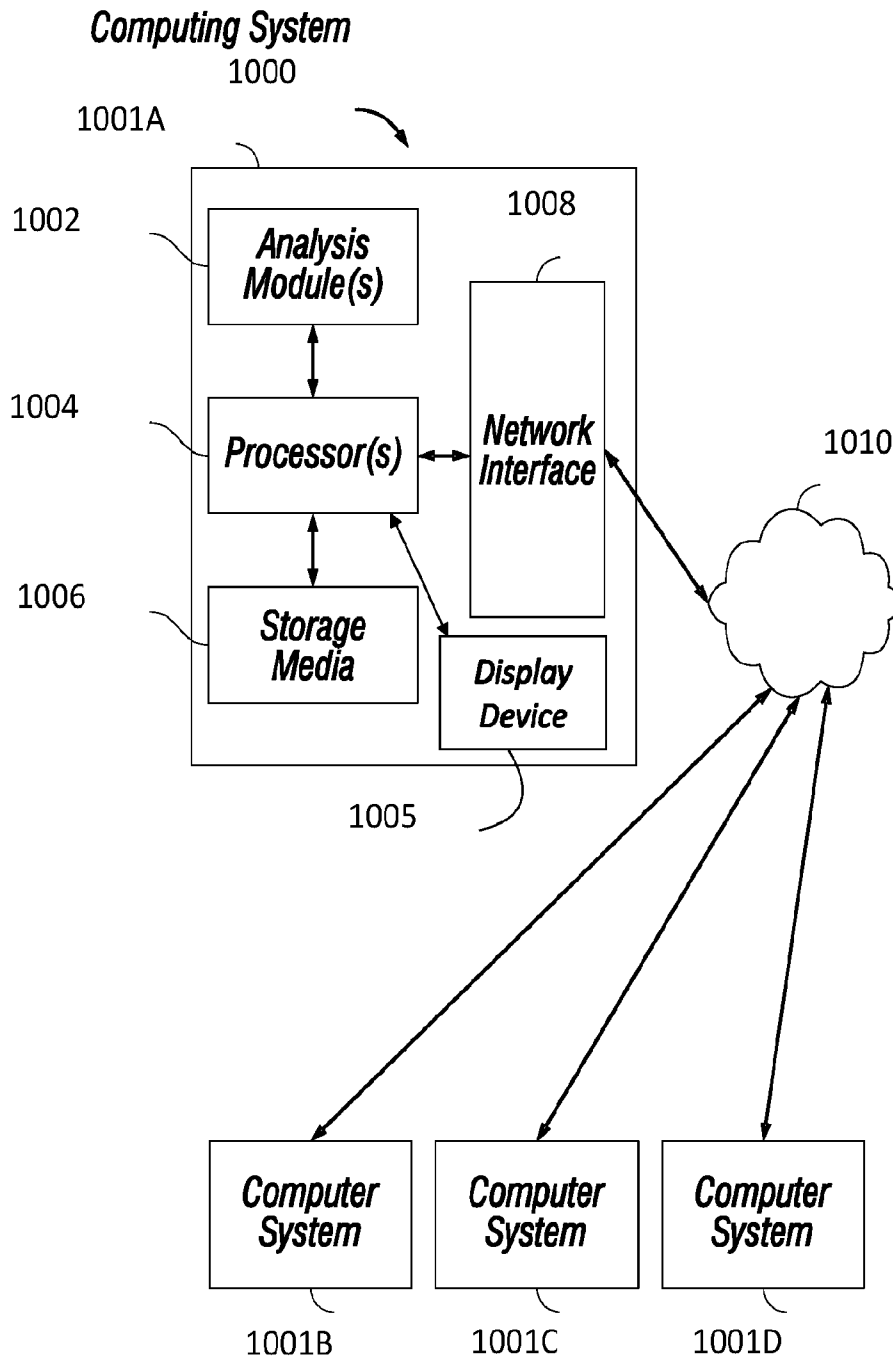 Computing System
1000
1001A
1008
1002
Analysis
Module(s)
1004
Processor(s)
Network
Interface
1010
1006
Storage
Media
Display
Device
1005
Computer
System
Computer
System
Computer
System
1001B
1001C
1001D